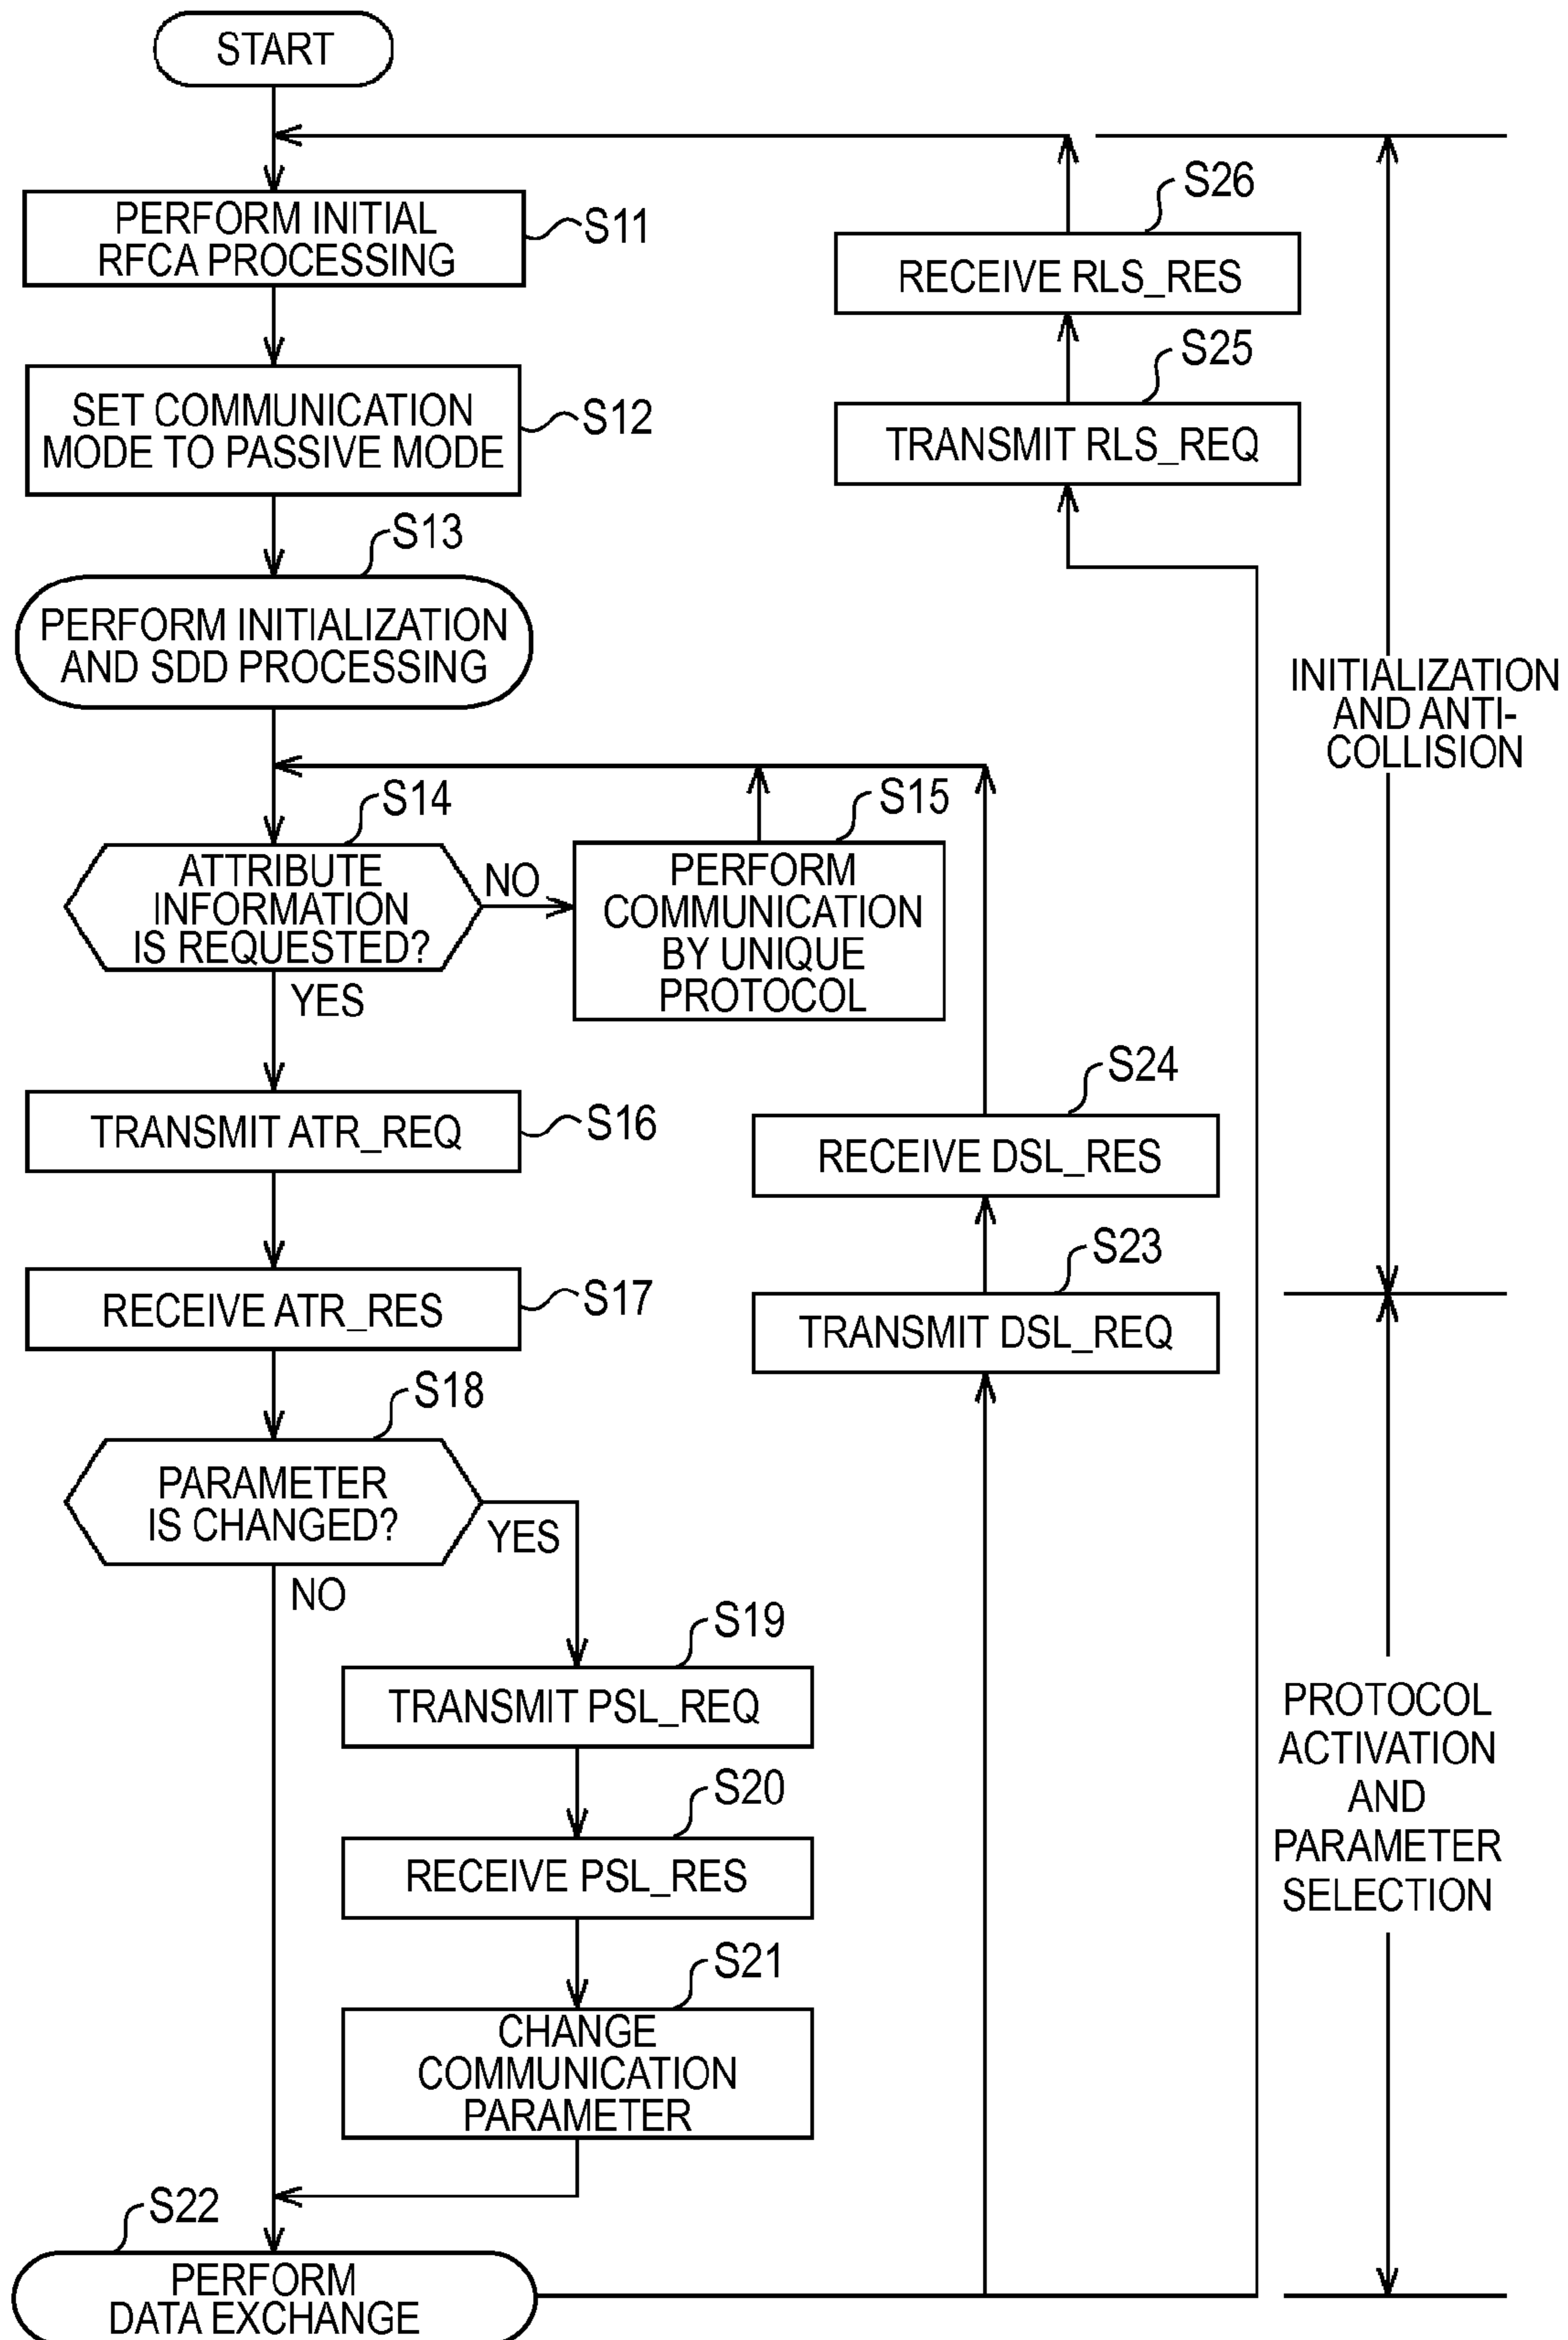 START
PERFORM INITIAL
RFCA PROCESSING
S11
SET COMMUNICATION
MODE TO PASSIVE MODE
S12
S13
PERFORM INITIALIZATION
AND SDD PROCESSING
S14
ATTRIBUTE
INFORMATION
IS REQUESTED?
NO
YES
S15
PERFORM
COMMUNICATION
BY UNIQUE
PROTOCOL
TRANSMIT ATR_REQ
S16
RECEIVE ATR_RES
S17
S18
PARAMETER
IS CHANGED?
YES
NO
S19
TRANSMIT PSL_REQ
S20
RECEIVE PSL_RES
S21
CHANGE
COMMUNICATION
PARAMETER
S22
PERFORM
DATA EXCHANGE
S24
RECEIVE DSL_RES
S23
TRANSMIT DSL_REQ
S26
RECEIVE RLS_RES
S25
TRANSMIT RLS_REQ
INITIALIZATION
AND ANTI-
COLLISION
PROTOCOL
ACTIVATION
AND
PARAMETER
SELECTION